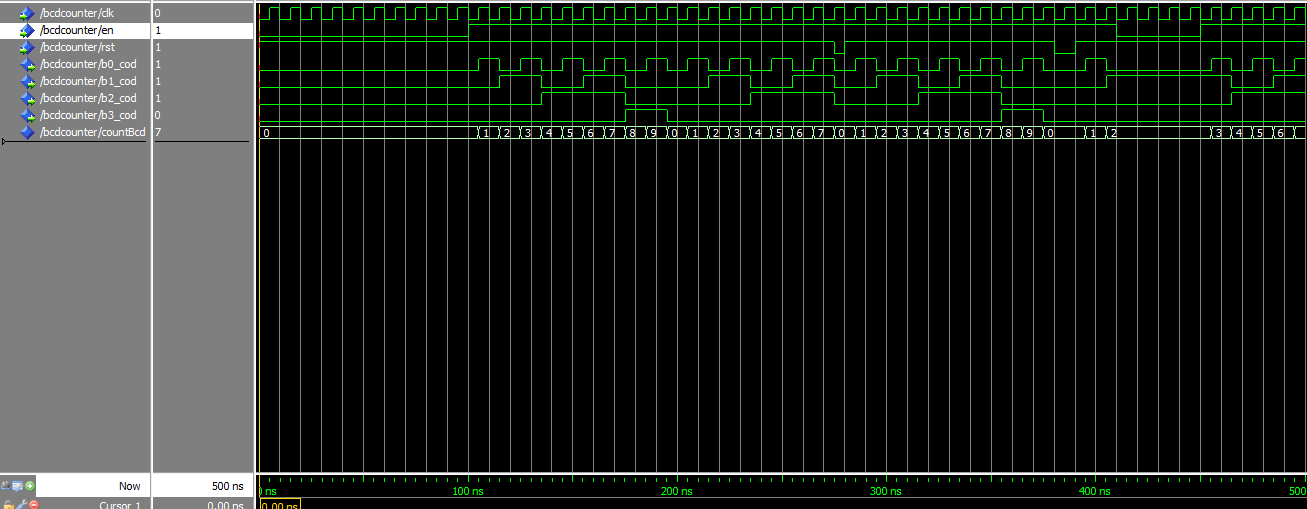 /bcdcounter/clk 0
/bcdcounter/en 1
/bcdcounter/rst 1
/bcdcounter/b0_cod 1
/bcdcounter/b1_cod 1
/bcdcounter/b2_cod 1
/bcdcounter/b3_cod 0
/bcdcounter/countBcd 7 0 1 2 3 4 5 6 7 8 9 0 1 2 3 4 5 6 7 0 1 2 3 4 5 6 7 8 9 0 1 2 3 4 5 6
Now 500 ns 0 ns 100 ns 200 ns 300 ns 400 ns 500
Cursor 1 0.00 ns 0.00 ns